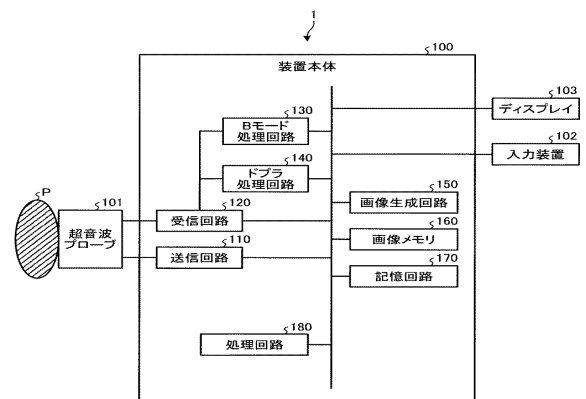 1
100
装置本体
103
ディスプレイ
130
Bモード
処理回路
102
入力装置
140
ドプラ
処理回路
P
101
超音波
プローブ
120
受信回路
150
画像生成回路
110
送信回路
160
画像メモリ
170
記憶回路
180
処理回路